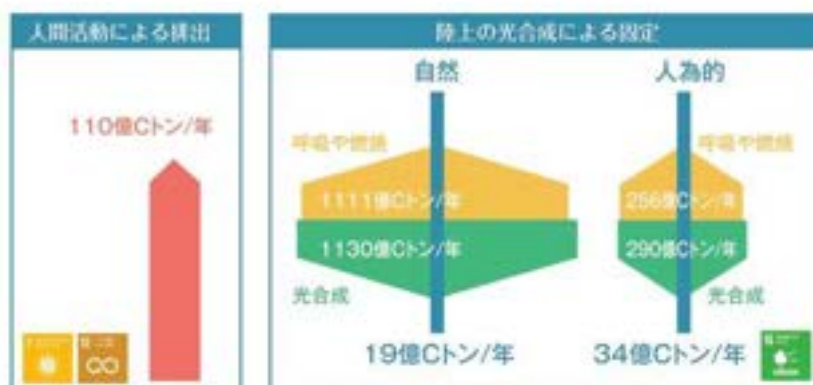 人間活動による排出
110億Cトン/年
陸上の光合成による固定
自然
呼吸や燃焼
1111億Cトン/年
1130億Cトン/年
光合成
19億Cトン/年
人為的
呼吸や燃焼
256億Cトン/年
290億Cトン/年
光合成
34億Cトン/年